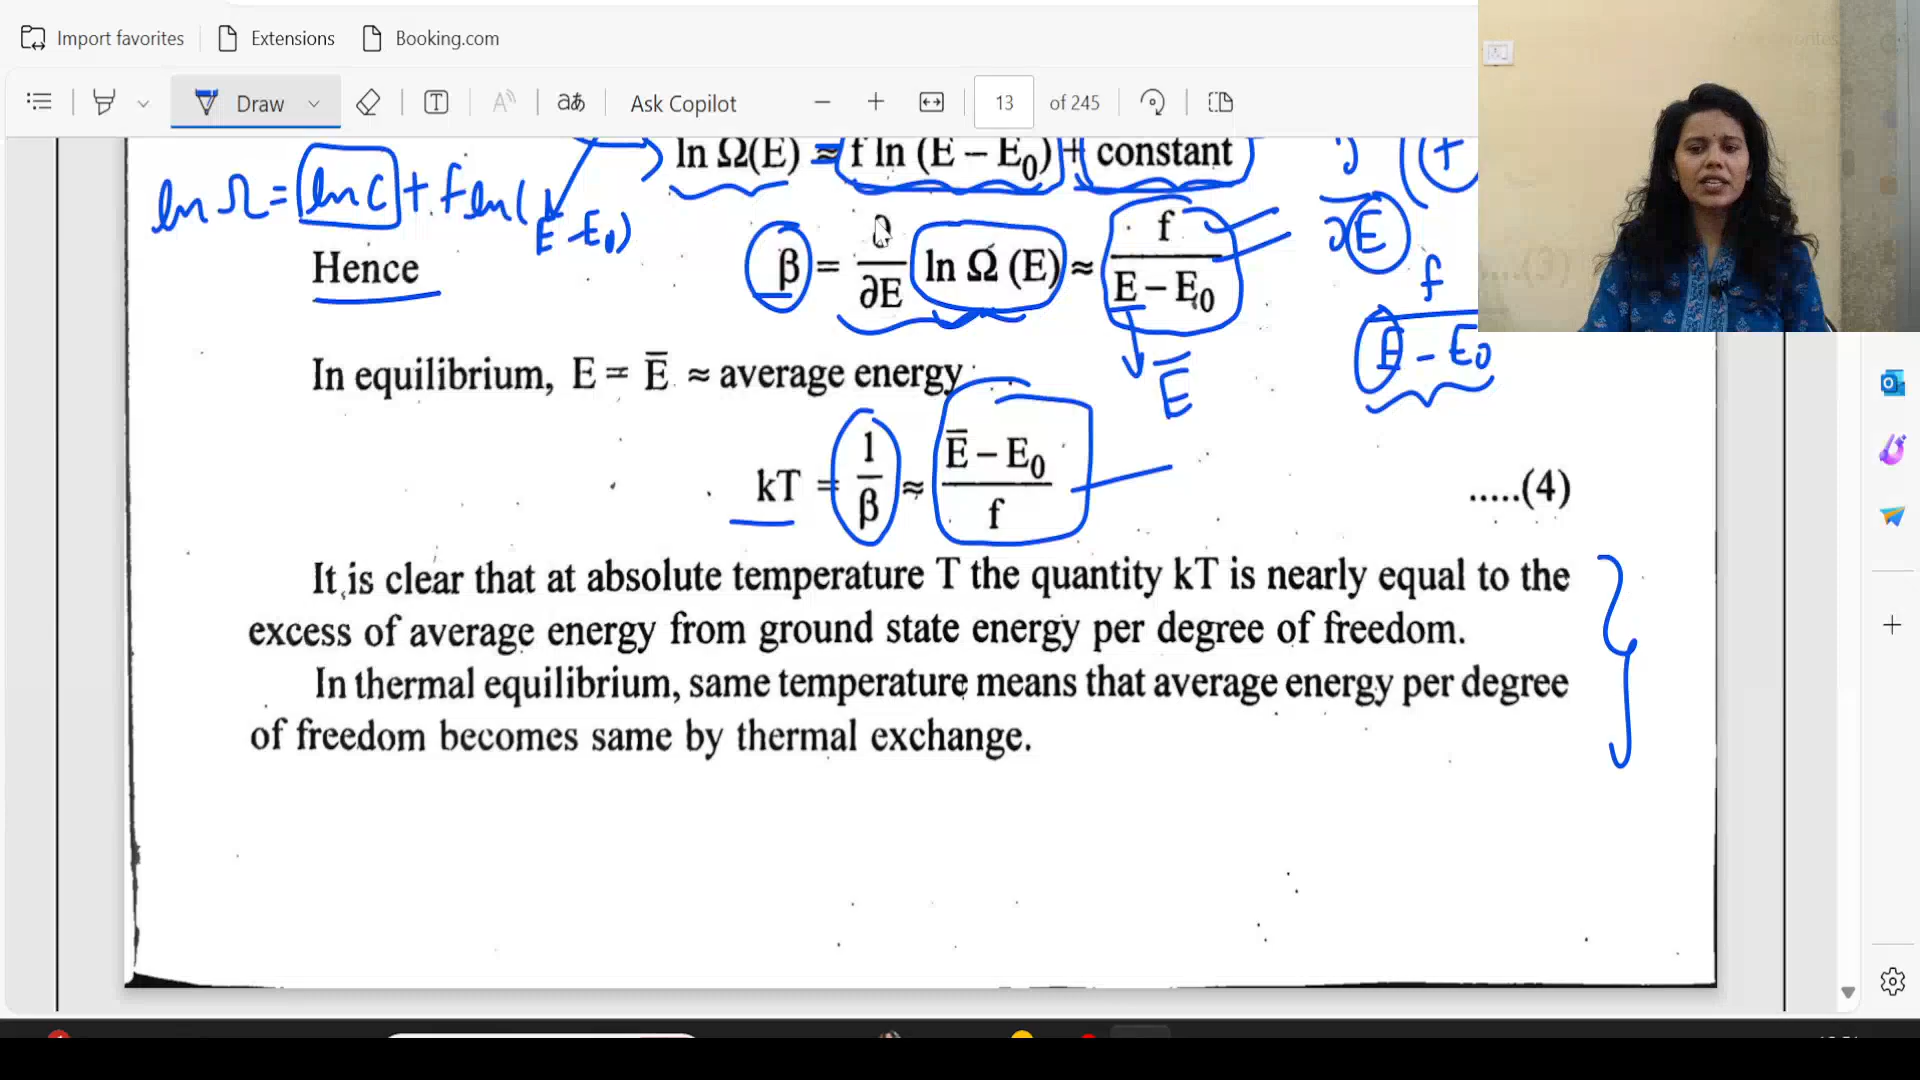 Import favorites Extensions Booking.com
Draw aあ Ask Copilot 13 of 245
ln Ω(E) ≈ f ln (E – E₀) + constant
ln Ω = ln C + f ln(E – E₀)
Hence β = ∂/∂E ln Ω (E) ≈ f/(E – E₀)
∂E
f/(E – E₀)
In equilibrium, E = E̅ ≈ average energy
E̅
kT = 1/β ≈ (E̅ – E₀)/f .....(4)
It is clear that at absolute temperature T the quantity kT is nearly equal to the
excess of average energy from ground state energy per degree of freedom.
In thermal equilibrium, same temperature means that average energy per degree
of freedom becomes same by thermal exchange.